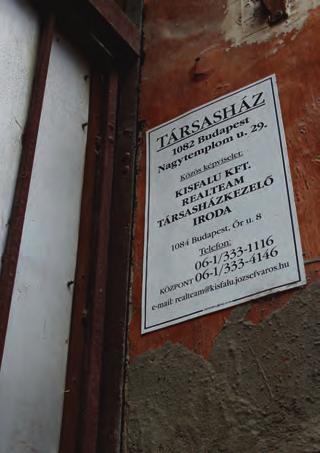 TÁRSASHÁZ
1082 Budapest
Nagytemplom u. 29.
Közös képviselet:
KISFALU KFT.
REALTEAM
TÁRSASHÁZKEZELŐ
IRODA
1084 Budapest, Őr u. 8
Telefon:
06-1/333-1116
KÖZPONT 06-1/333-4146
e-mail: realteam@kisfalu.jozsefvaros.hu